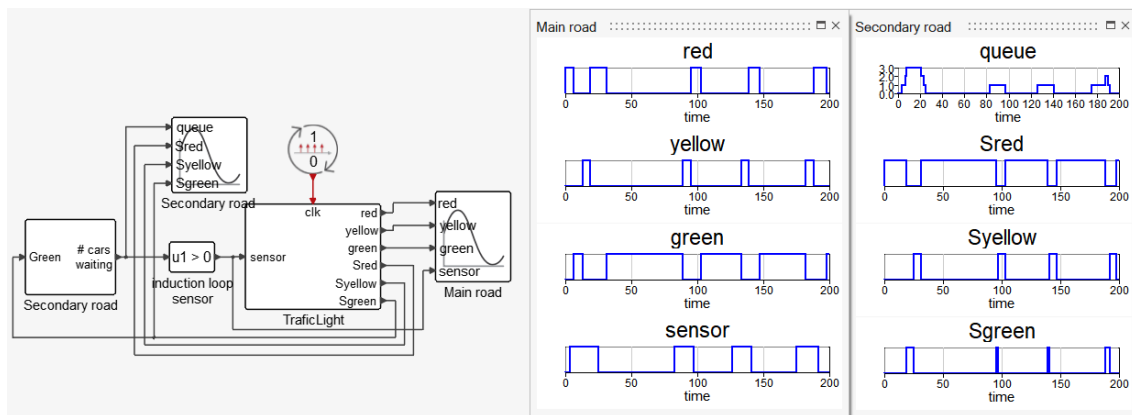 queue
Sred
Syellow
Sgreen
Secondary road
1
0
clk
sensor
red
yellow
green
Sred
Syellow
Sgreen
TraficLight
Green
# cars
waiting
Secondary road
u1 > 0
induction loop
sensor
red
yellow
green
sensor
Main road
Main road
red
0 50 100 150 200
time
yellow
0 50 100 150 200
time
green
0 50 100 150 200
time
sensor
0 50 100 150 200
time
Secondary road
queue
3.0
2.0
1.0
0.0
0 20 40 60 80 100 120 140 160 180 200
time
Sred
0 50 100 150 200
time
Syellow
0 50 100 150 200
time
Sgreen
0 50 100 150 200
time